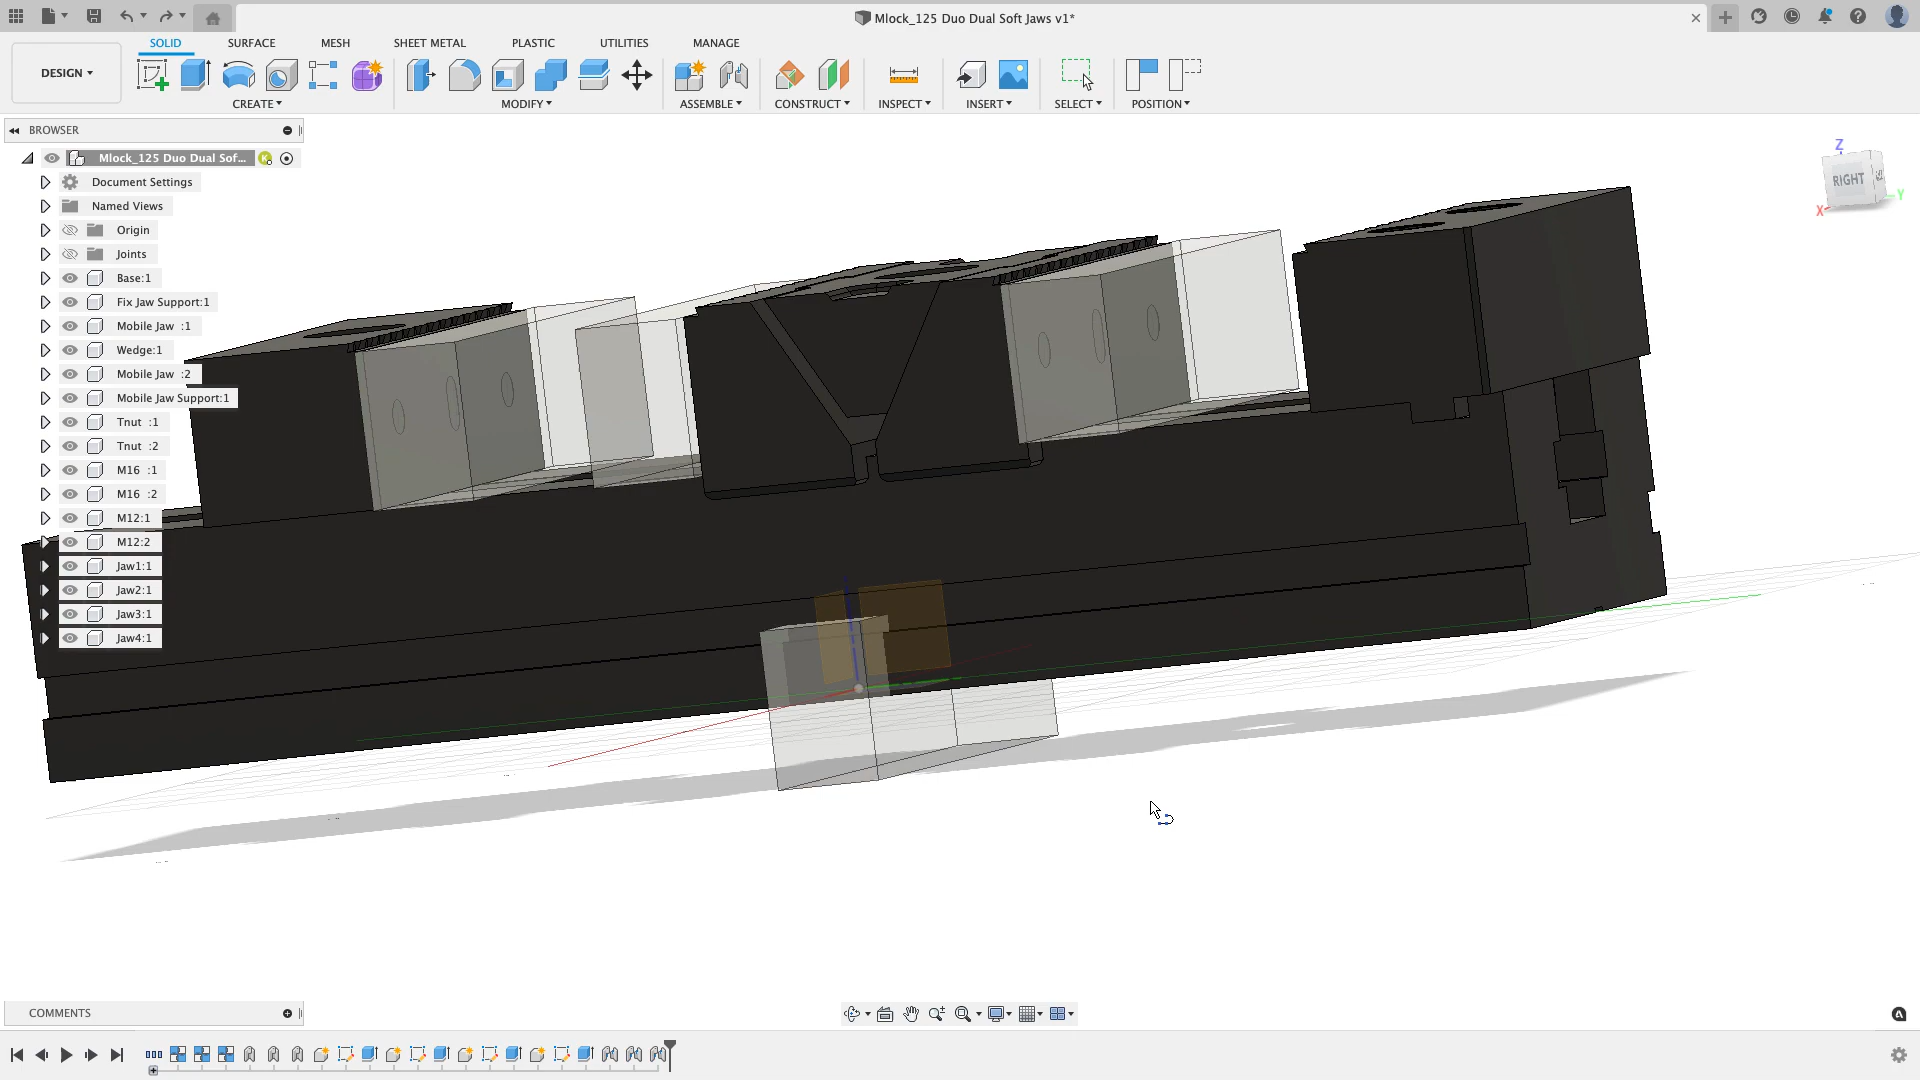 Mlock_125 Duo Dual Soft Jaws v1*
SOLID
SURFACE
MESH
SHEET METAL
PLASTIC
UTILITIES
MANAGE
DESIGN
CREATE
MODIFY
ASSEMBLE
CONSTRUCT
INSPECT
INSERT
SELECT
POSITION
BROWSER
Mlock_125 Duo Dual Sof...
Document Settings
Named Views
Origin
Joints
Base:1
Fix Jaw Support:1
Mobile Jaw :1
Wedge:1
Mobile Jaw :2
Mobile Jaw Support:1
Tnut :1
Tnut :2
M16 :1
M16 :2
M12:1
M12:2
Jaw1:1
Jaw2:1
Jaw3:1
Jaw4:1
Z
RIGHT
Y
X
COMMENTS